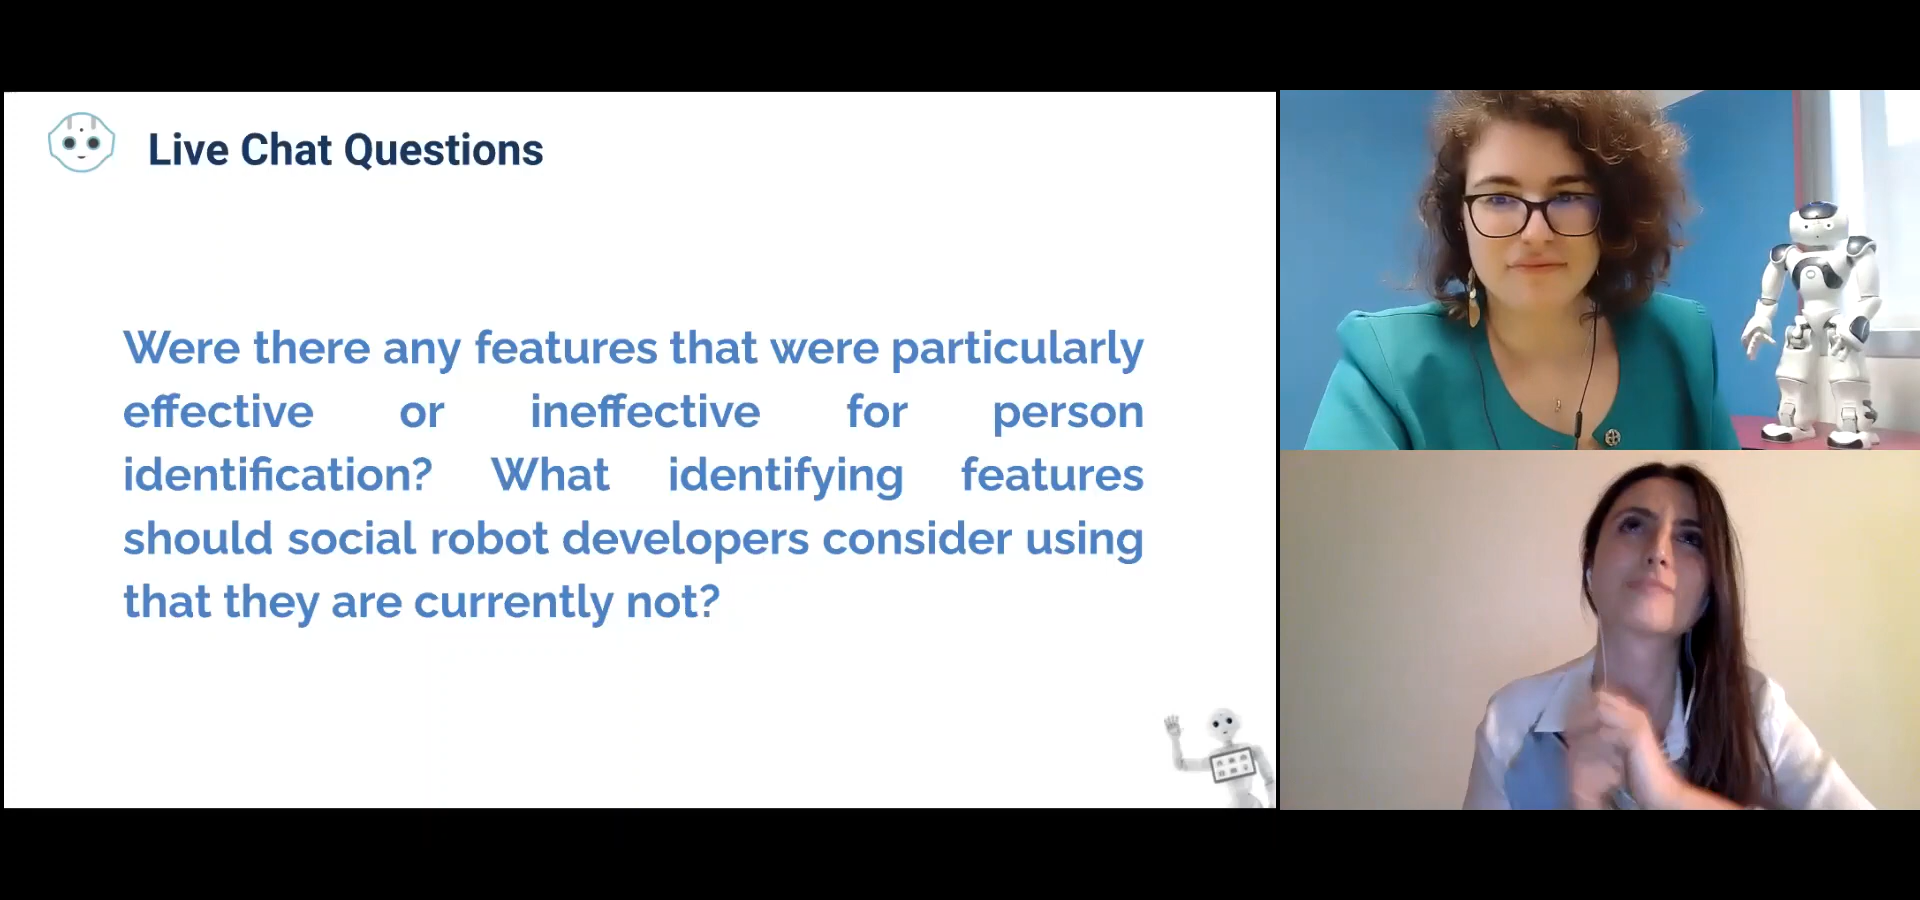 Live Chat Questions
Were there any features that were particularly
effective or ineffective for person
identification? What identifying features
should social robot developers consider using
that they are currently not?